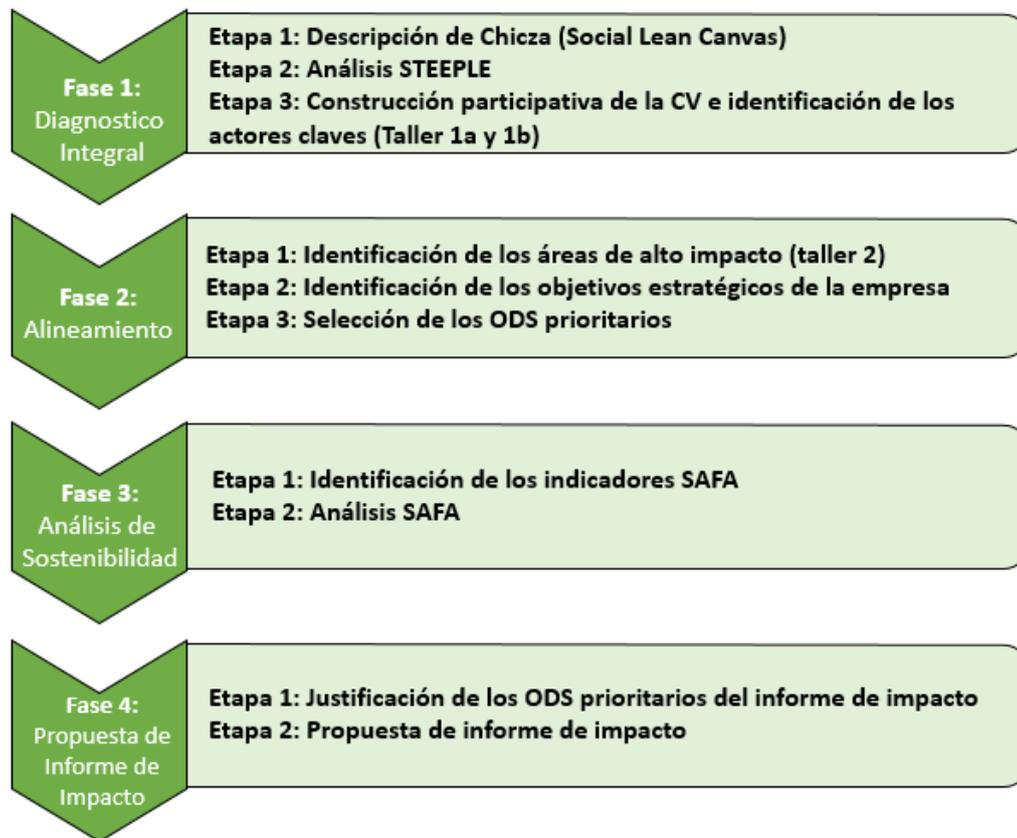 Fase 1:
Diagnostico
Integral
Etapa 1: Descripción de Chicza (Social Lean Canvas)
Etapa 2: Análisis STEEPLE
Etapa 3: Construcción participativa de la CV e identificación de los
actores claves (Taller 1a y 1b)
Fase 2:
Alineamiento
Etapa 1: Identificación de los áreas de alto impacto (taller 2)
Etapa 2: Identificación de los objetivos estratégicos de la empresa
Etapa 3: Selección de los ODS prioritarios
Fase 3:
Análisis de
Sostenibilidad
Etapa 1: Identificación de los indicadores SAFA
Etapa 2: Análisis SAFA
Fase 4:
Propuesta de
Informe de
Impacto
Etapa 1: Justificación de los ODS prioritarios del informe de impacto
Etapa 2: Propuesta de informe de impacto